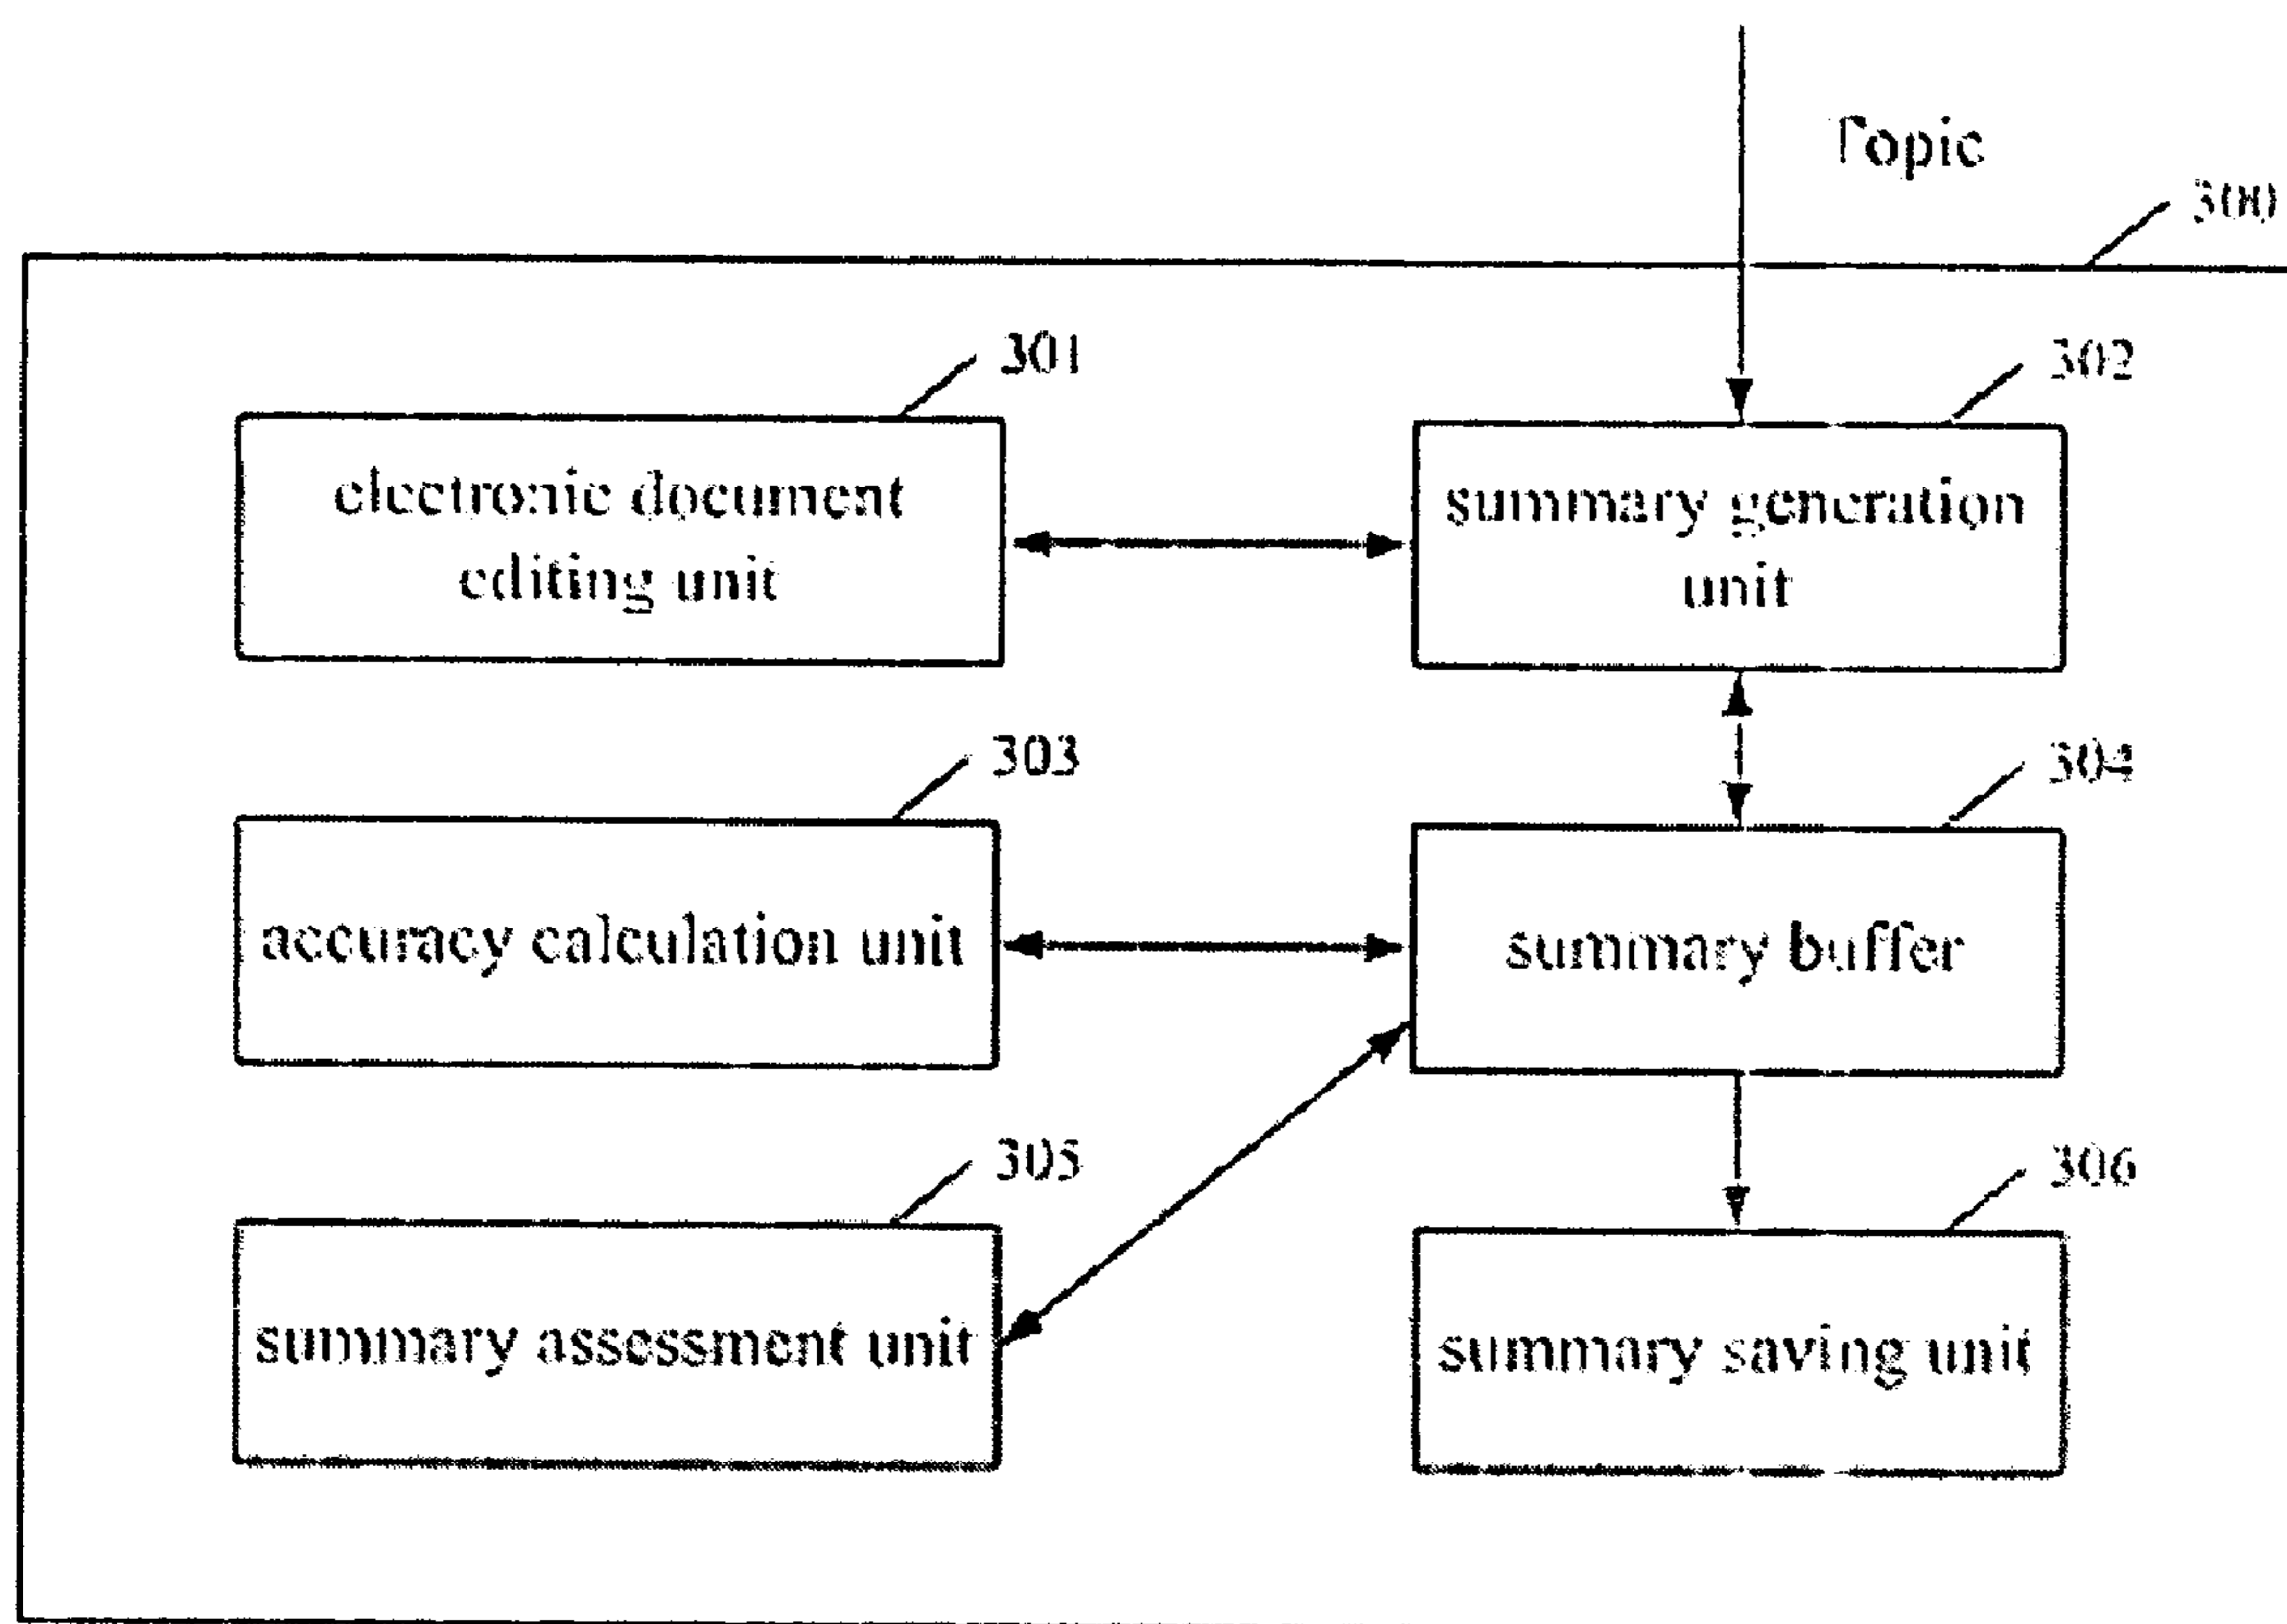 Topic
300
301
302
electronic document
editing unit
summary generation
unit
303
304
accuracy calculation unit
summary buffer
305
306
summary assessment unit
summary saving unit